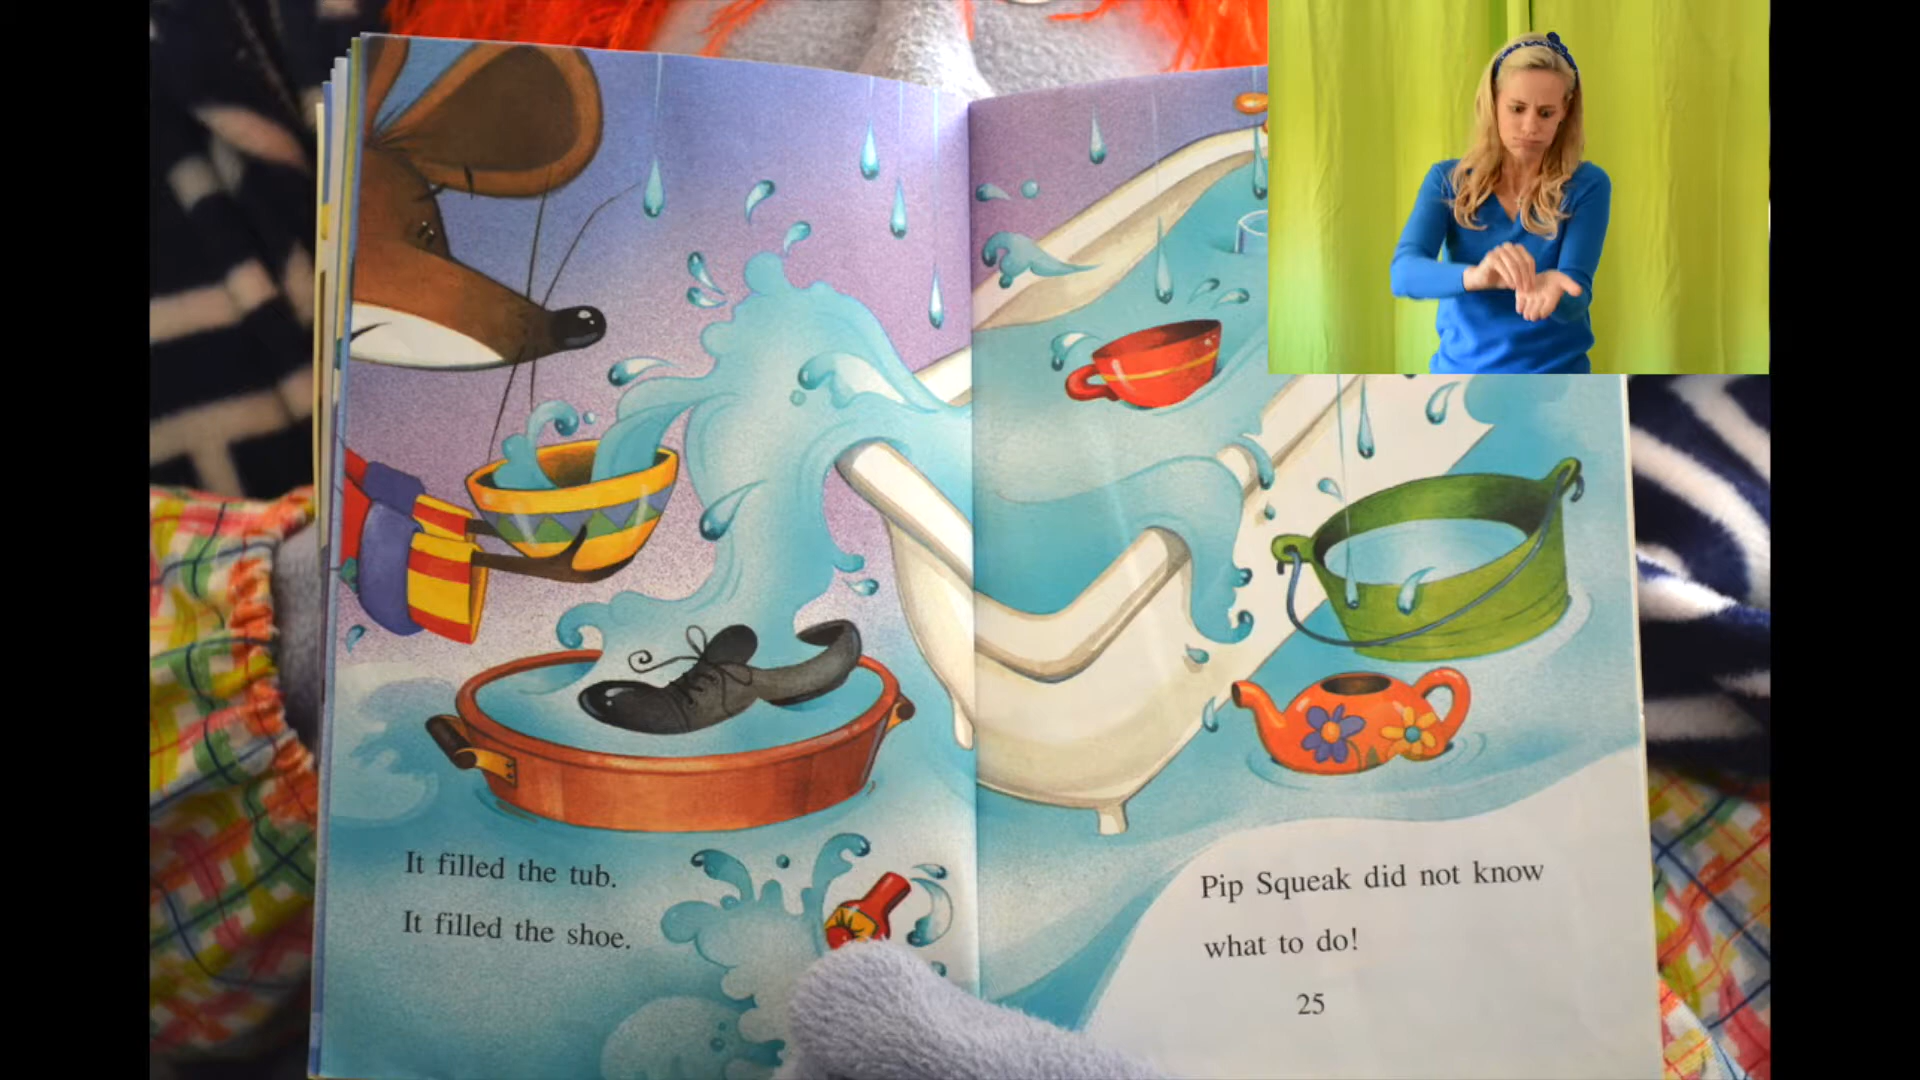 It filled the tub.
It filled the shoe.
Pip Squeak did not know
what to do!
25